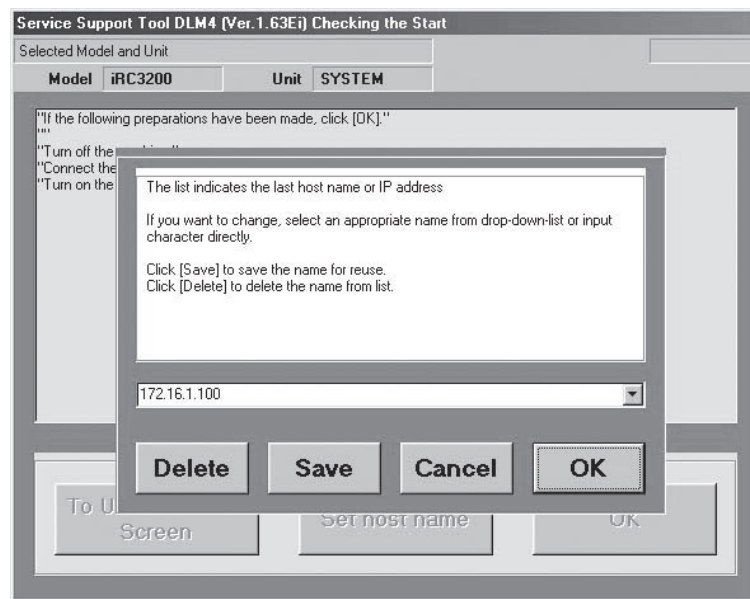 Service Support Tool DLM4 (Ver.1.63Ei) Checking the Start
Selected Model and Unit
Model iRC3200 Unit SYSTEM
"If the following preparations have been made, click [OK]."
""
"Turn off the
"Connect the
"Turn on the
The list indicates the last host name or IP address
If you want to change, select an appropriate name from drop-down-list or input
character directly.
Click [Save] to save the name for reuse.
Click [Delete] to delete the name from list.
172.16.1.100
Delete Save Cancel OK
To U
Screen
Set host name
OK